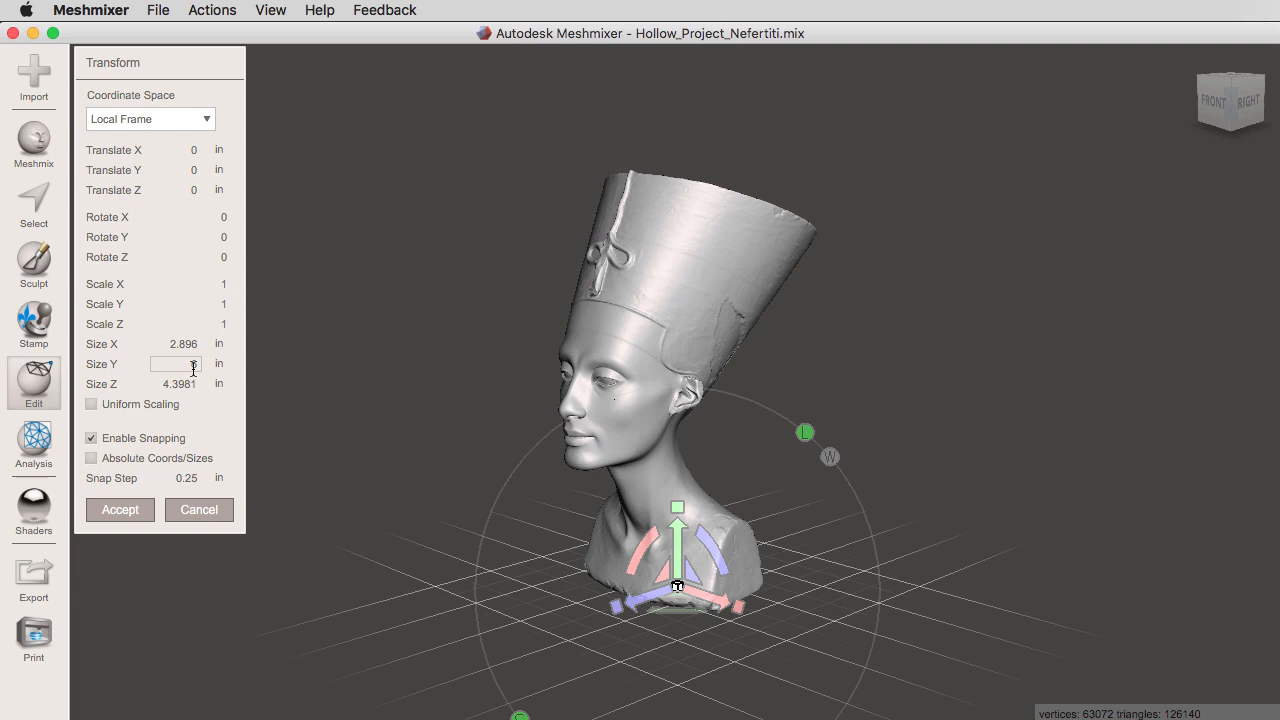 Meshmixer File Actions View Help Feedback
Autodesk Meshmixer - Hollow_Project_Nefertiti.mix
Import
Meshmix
Select
Sculpt
Stamp
Edit
Analysis
Shaders
Export
Print
Transform
Coordinate Space
Local Frame
Translate X 0 in
Translate Y 0 in
Translate Z 0 in
Rotate X 0
Rotate Y 0
Rotate Z 0
Scale X 1
Scale Y 1
Scale Z 1
Size X 2.896 in
Size Y in
Size Z 4.3981 in
Uniform Scaling
Enable Snapping
Absolute Coords/Sizes
Snap Step 0.25 in
Accept Cancel
FRONT RIGHT
L
W
vertices: 63072 triangles: 126140